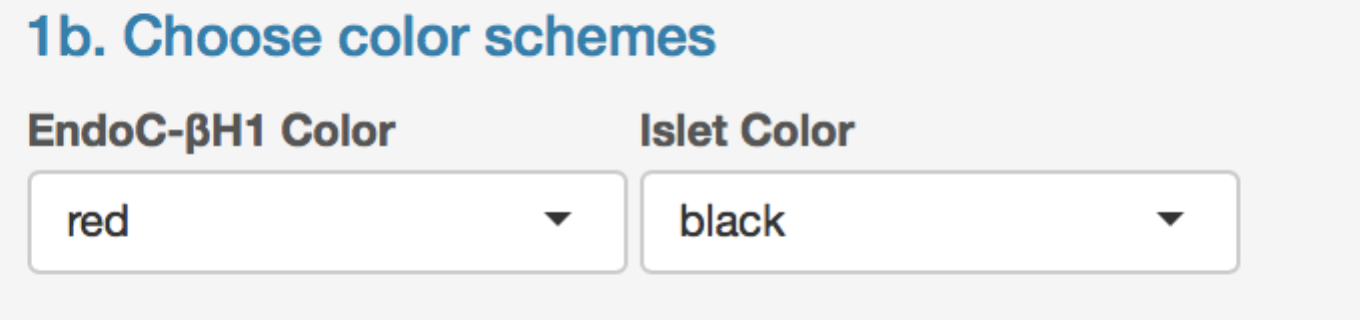 1b. Choose color schemes
EndoC-βH1 Color Islet Color
red black